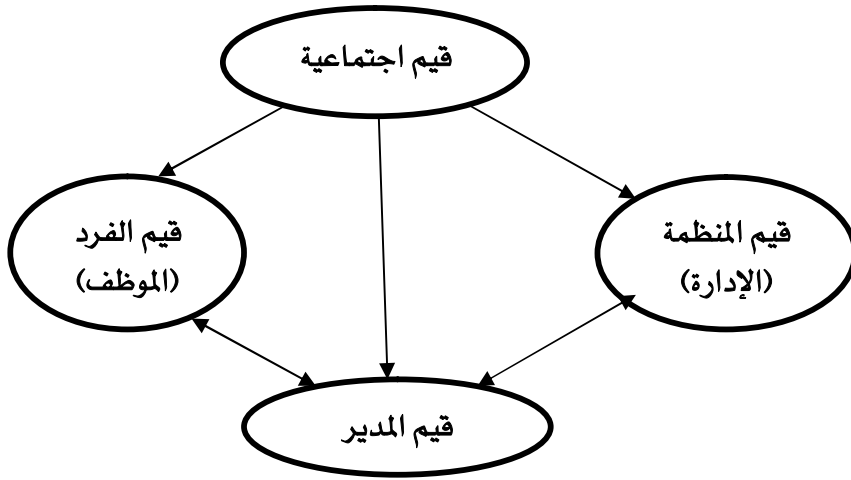 قيم اجتماعية
قيم المنظمة
(الإدارة)
قيم الفرد
(الموظف)
قيم المدير